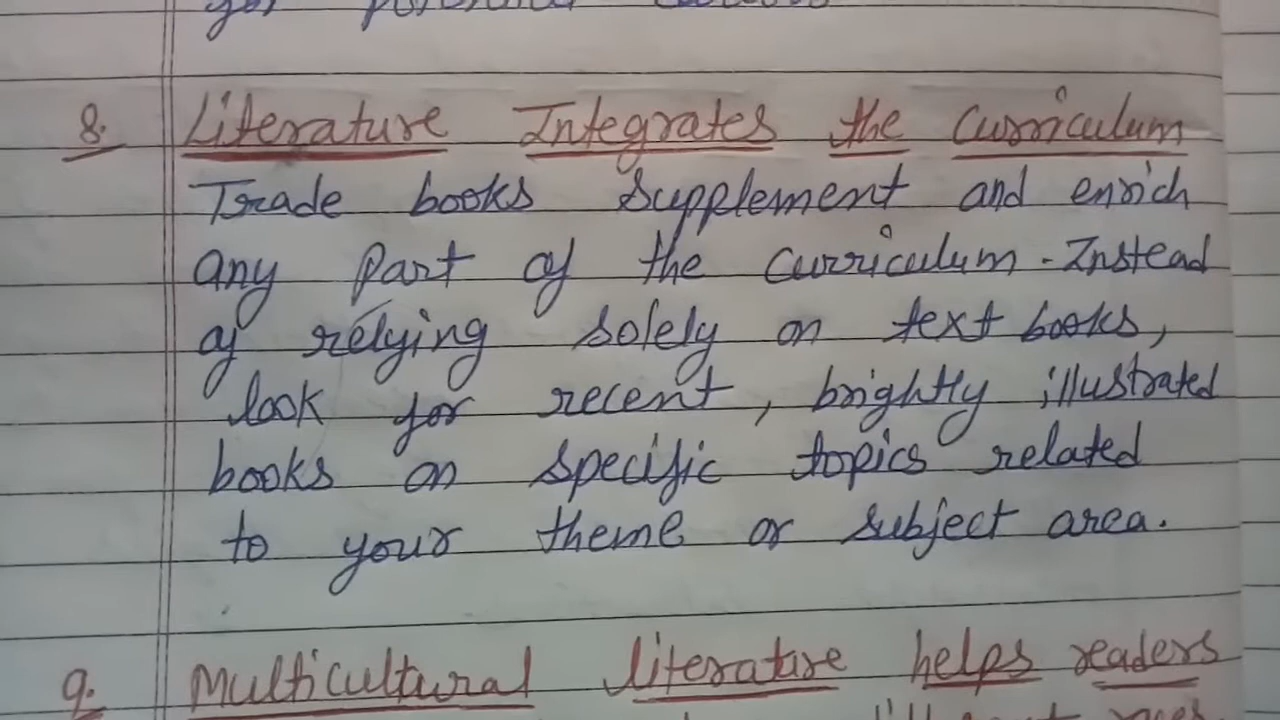 for
8. Literature Integrates the Curriculum
Trade books supplement and enrich
any part of the curriculum. Instead
of relying solely on text books,
look for recent, brightly illustrated
books on specific topics related
to your theme or subject area.
9. Multicultural literature helps readers